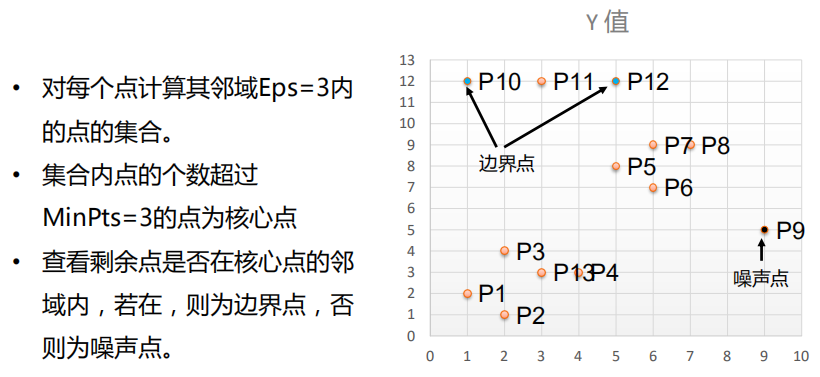 • 对每个点计算其邻域Eps=3内
的点的集合。
• 集合内点的个数超过
MinPts=3的点为核心点
• 查看剩余点是否在核心点的邻
域内，若在，则为边界点，否
则为噪声点。
Y 值
13
12
11
10
9
8
7
6
5
4
3
2
1
0
P10
P11
P12
边界点
P7
P8
P5
P6
P9
噪声点
P3
P13
P4
P1
P2
0 1 2 3 4 5 6 7 8 9 10